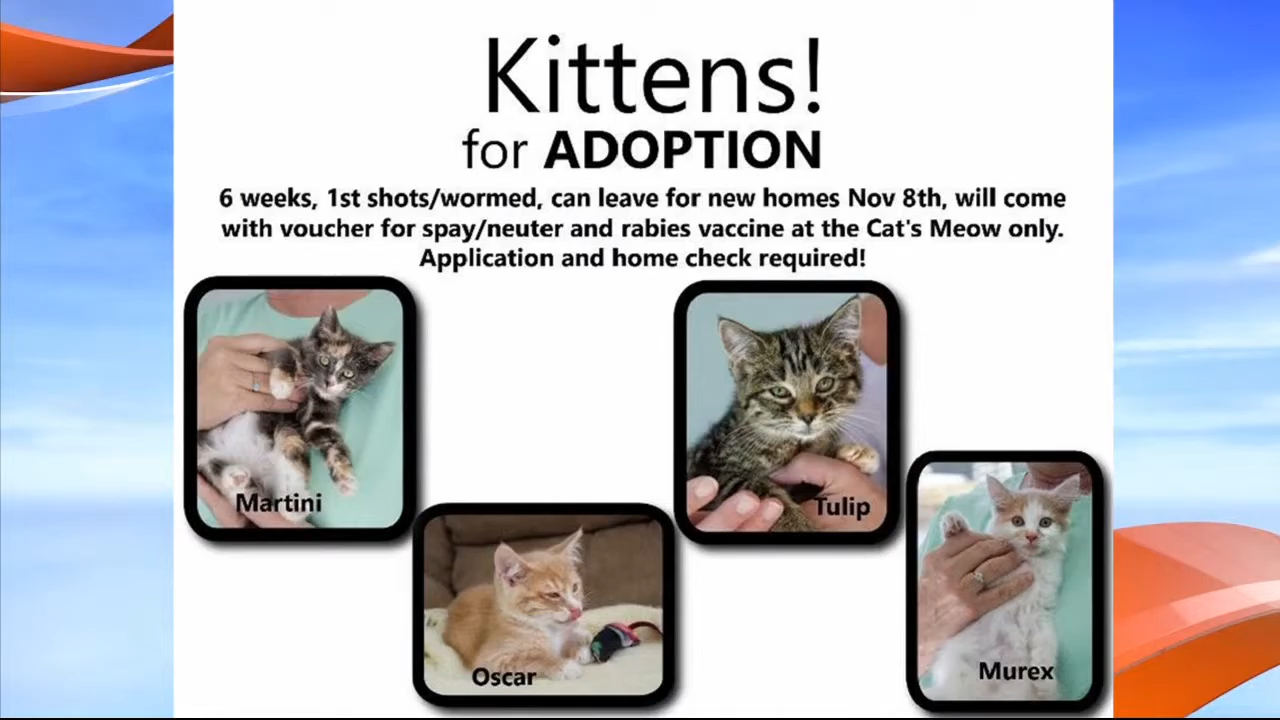 Kittens!
for ADOPTION
6 weeks, 1st shots/wormed, can leave for new homes Nov 8th, will come
with voucher for spay/neuter and rabies vaccine at the Cat's Meow only.
Application and home check required!
Martini
Tulip
Oscar
Murex